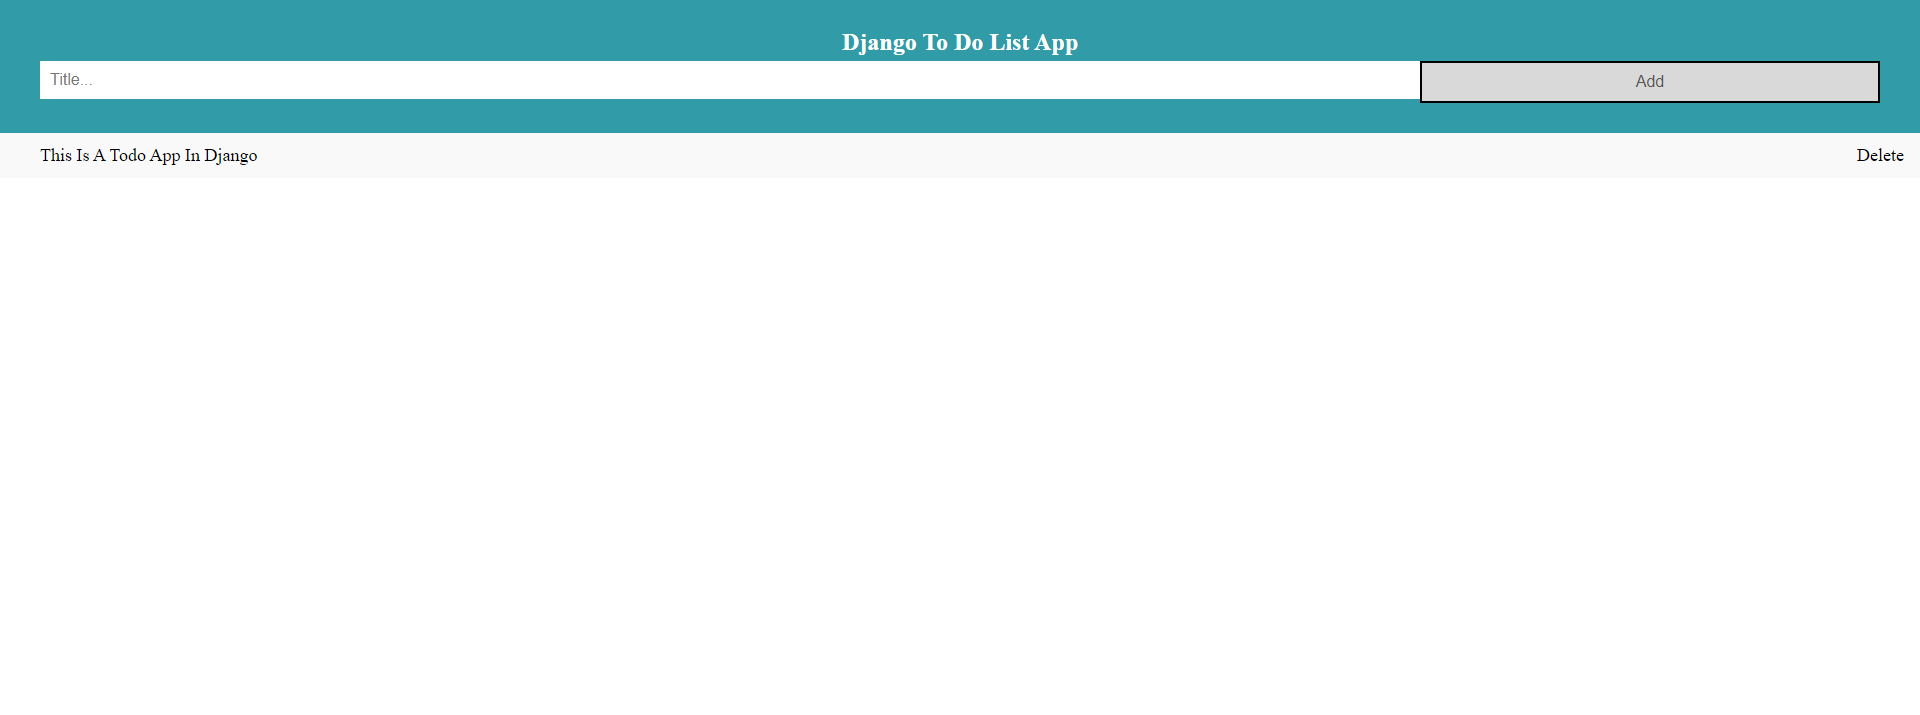 Django To Do List App
Title... Add
This Is A Todo App In Django Delete